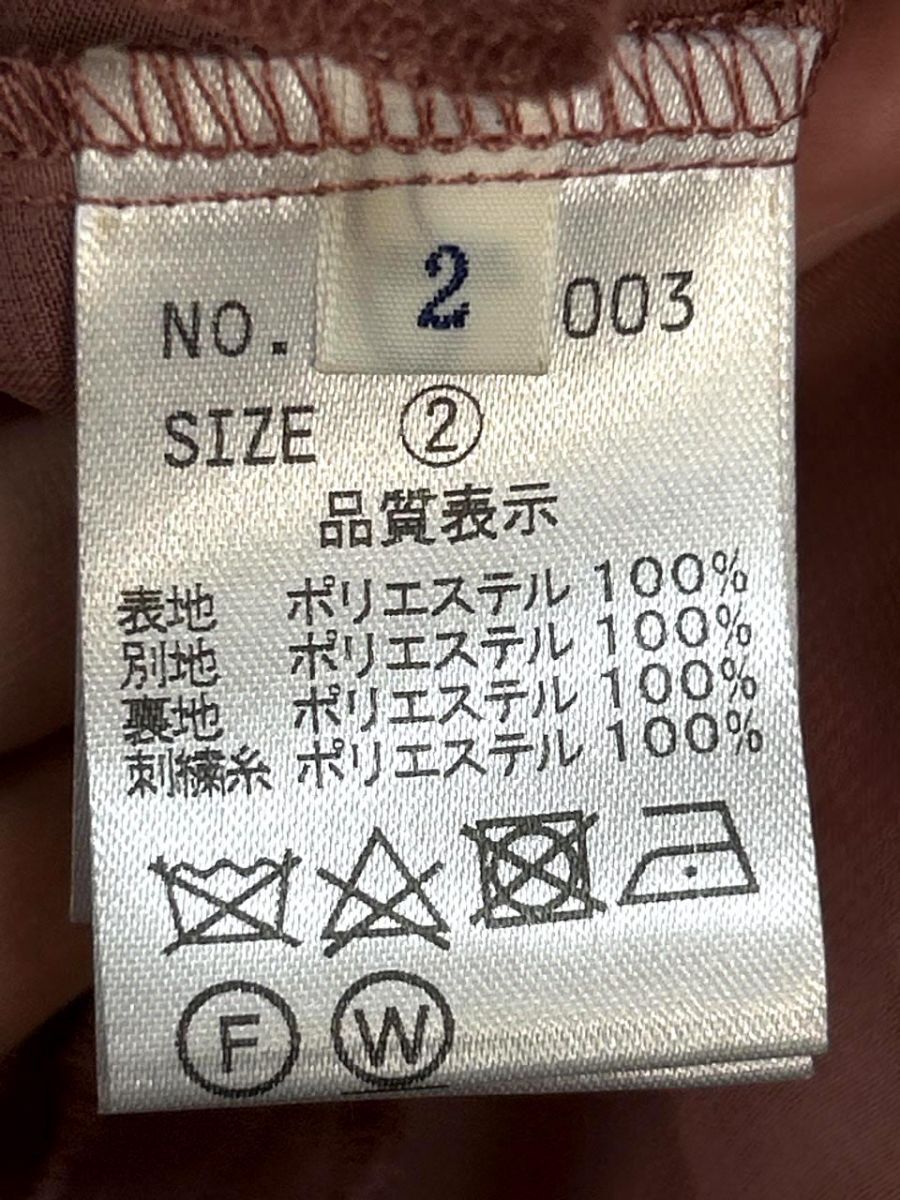 2
NO. 003
SIZE ②
品質表示
表地 ポリエステル 100%
別地 ポリエステル 100%
裏地 ポリエステル 100%
刺繍糸 ポリエステル 100%
F W